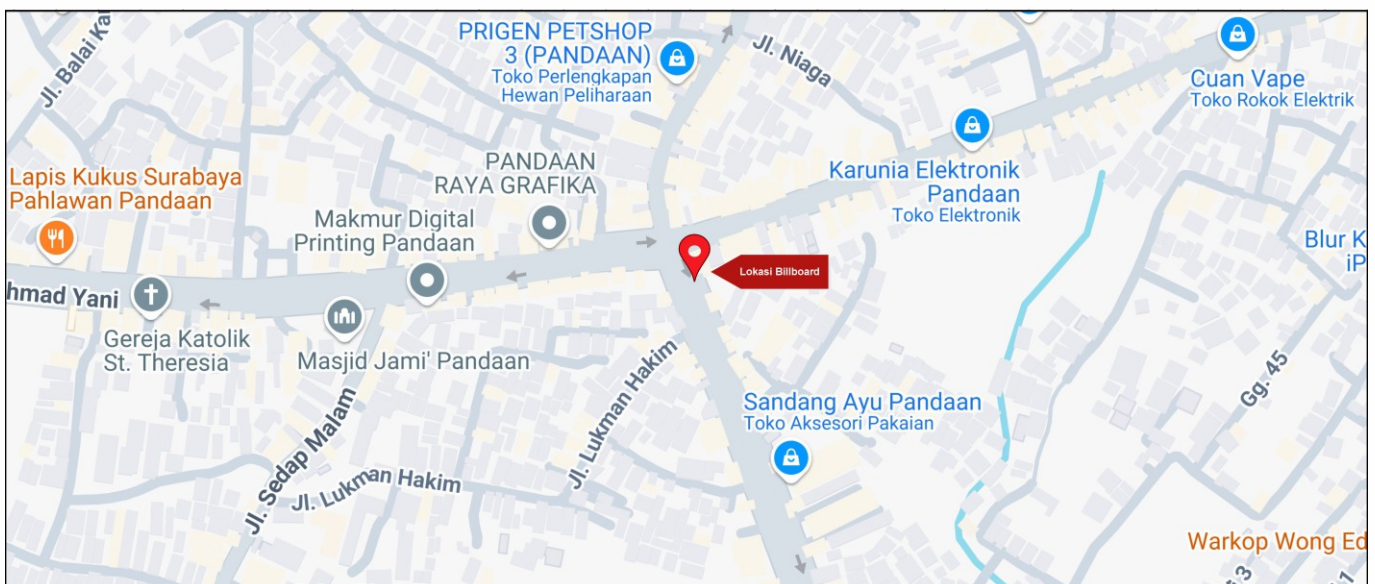 Jl. Balai Ka
PRIGEN PETSHOP
3 (PANDAAN)
Toko Perlengkapan
Hewan Peliharaan
Jl. Niaga
Cuan Vape
Toko Rokok Elektrik
Lapis Kukus Surabaya
Pahlawan Pandaan
PANDAAN
RAYA GRAFIKA
Makmur Digital
Printing Pandaan
Karunia Elektronik
Pandaan
Toko Elektronik
Blur K
iP
Lokasi Billboard
hmad Yani
Gereja Katolik
St. Theresia
Masjid Jami' Pandaan
Jl. Lukman Hakim
Gg. 45
Sandang Ayu Pandaan
Toko Aksesori Pakaian
Jl. Sedap Malam
Jl. Lukman Hakim
Warkop Wong Ed